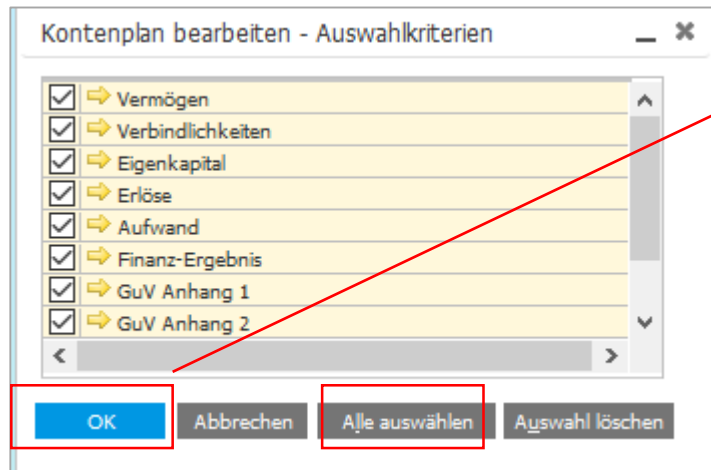 Kontenplan bearbeiten - Auswahlkriterien
Vermögen
Verbindlichkeiten
Eigenkapital
Erlöse
Aufwand
Finanz-Ergebnis
GuV Anhang 1
GuV Anhang 2
OK Abbrechen Alle auswählen Auswahl löschen